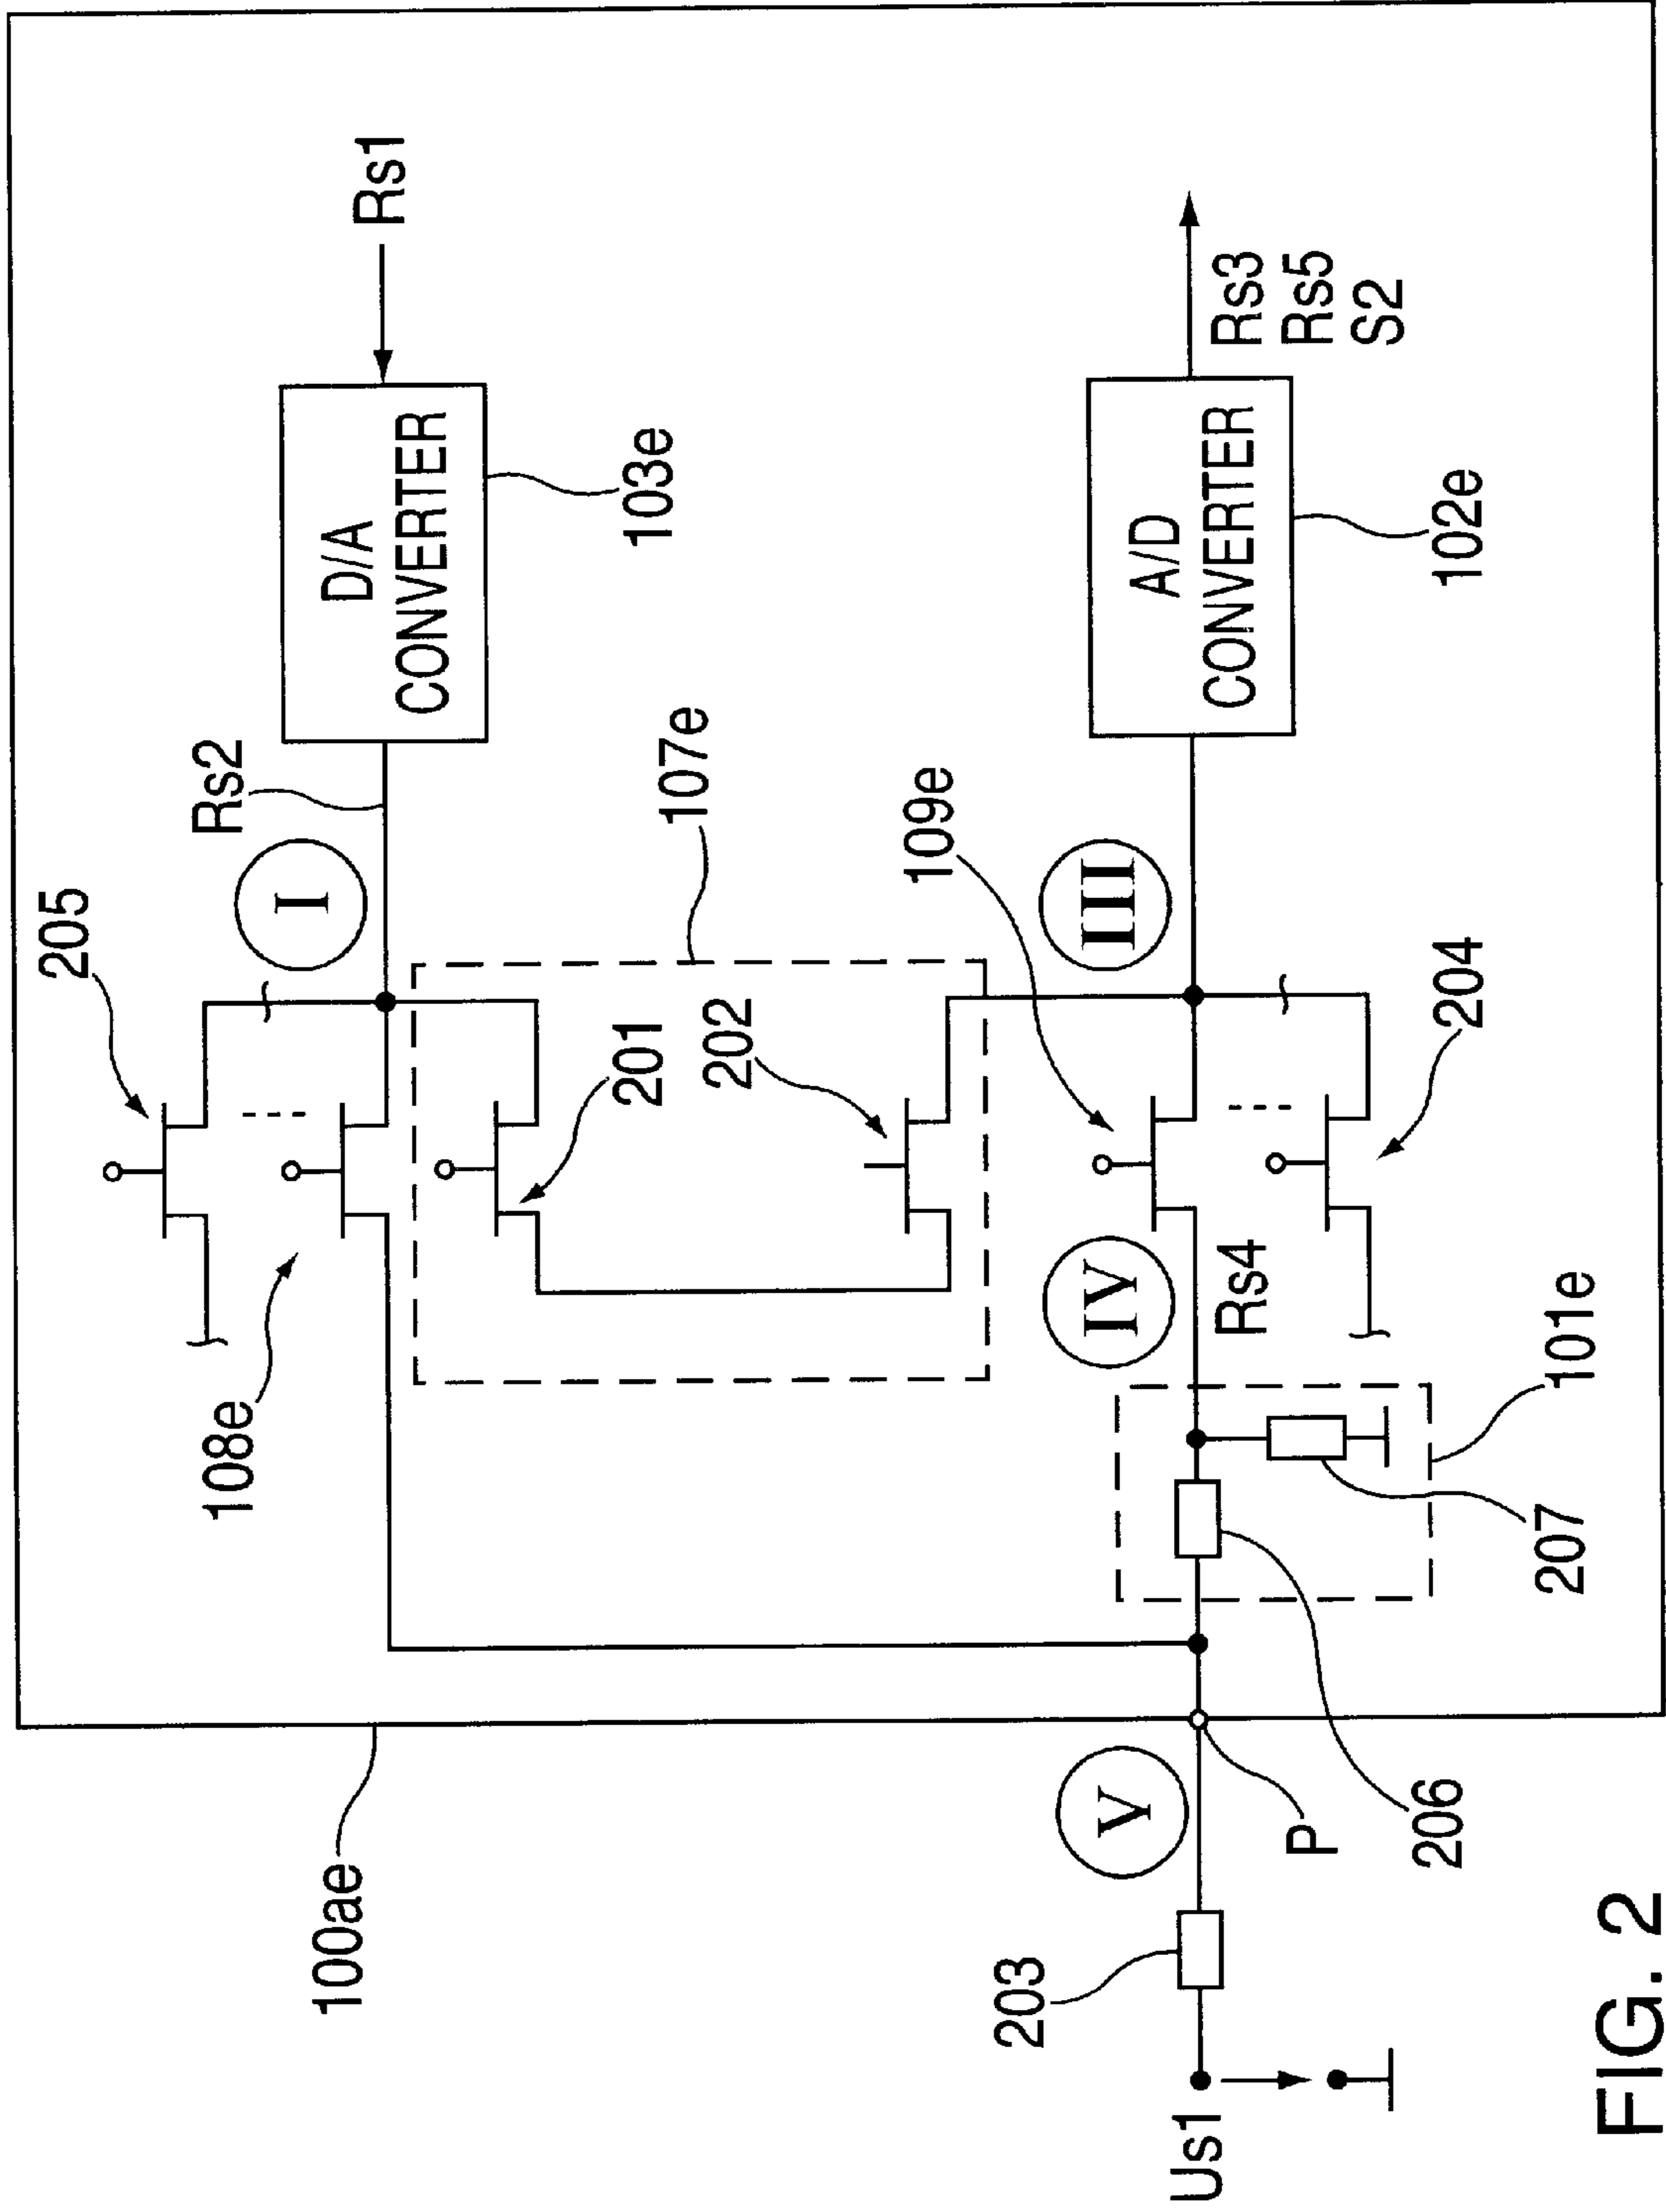 205
I
Rs2
D/A
CONVERTER
Rs1
103e
108e
201
107e
202
109e
III
A/D
CONVERTER
Rs3
Rs5
S2
102e
IV
Rs4
204
101e
207
206
P
V
100ae
203
Us1
FIG. 2